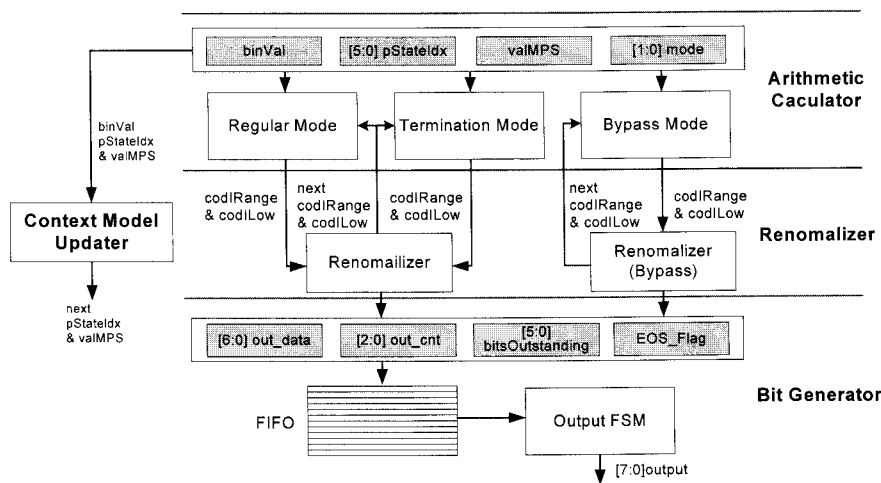 binVal
[5:0] pStateIdx
valMPS
[1:0] mode
Arithmetic
Caculator
Regular Mode
Termination Mode
Bypass Mode
binVal
pStateIdx
& valMPS
codIRange
& codILow
next
codIRange
& codILow
codIRange
& codILow
next
codIRange
& codILow
codIRange
& codILow
Context Model
Updater
Renomailizer
Renomalizer
(Bypass)
Renomalizer
next
pStateIdx
& valMPS
[6:0] out_data
[2:0] out_cnt
[5:0]
bitsOutstanding
EOS_Flag
FIFO
Output FSM
Bit Generator
[7:0]output